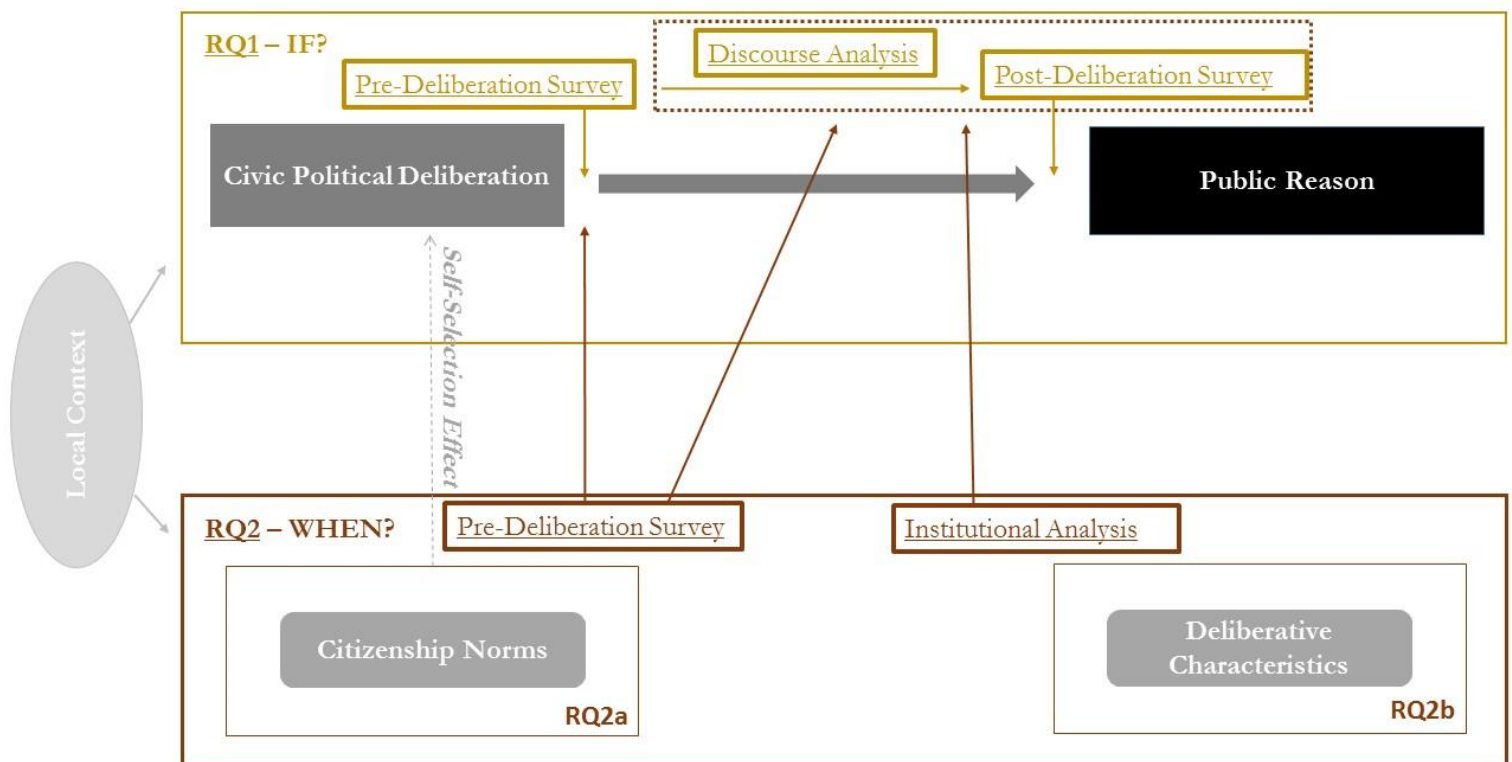 RQ1 – IF?
Discourse Analysis
Pre-Deliberation Survey
Post-Deliberation Survey
Civic Political Deliberation
Public Reason
Self-Selection Effect
Local Context
RQ2 – WHEN?
Pre-Deliberation Survey
Institutional Analysis
Citizenship Norms
RQ2a
Deliberative
Characteristics
RQ2b